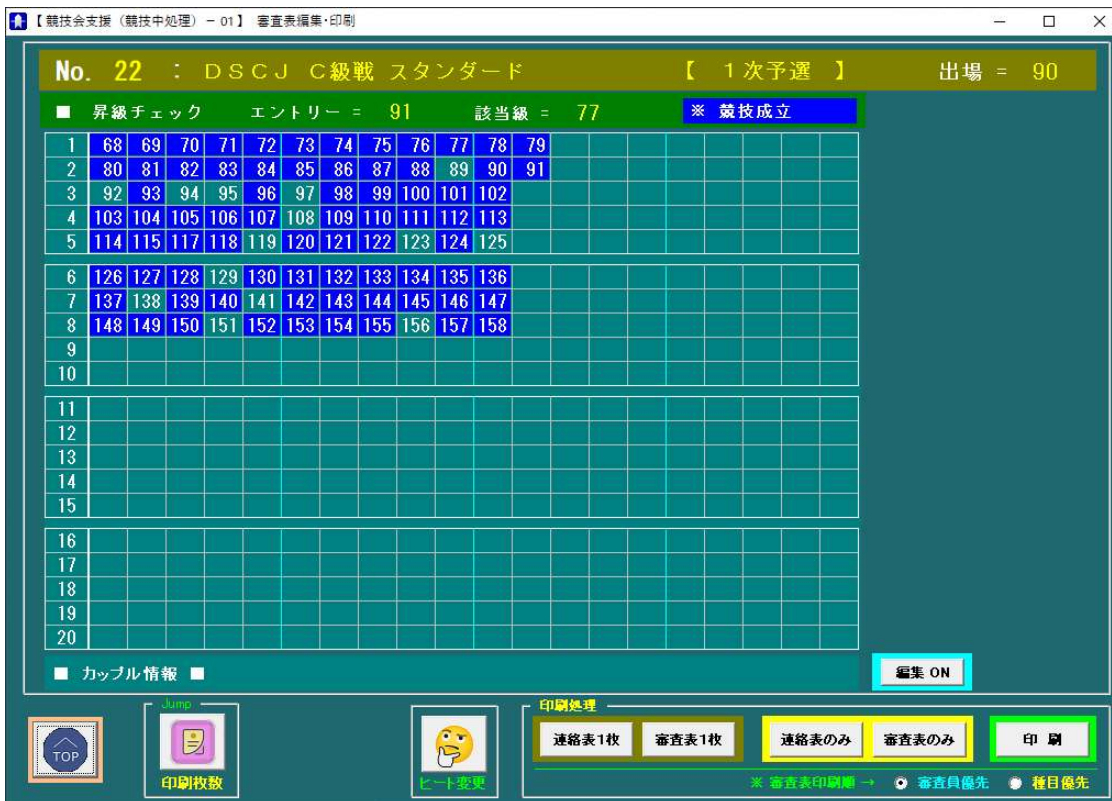 【 競技会支援（競技中処理）－ 01 】 審査表編集・印刷
No. 22 : ＤＳＣＪ Ｃ級戦 スタンダード 【 １次予選 】 出場 = 90
■ 昇級チェック エントリー = 91 該当級 = 77 ※ 競技成立
1 68 69 70 71 72 73 74 75 76 77 78 79
2 80 81 82 83 84 85 86 87 88 89 90 91
3 92 93 94 95 96 97 98 99 100 101 102
4 103 104 105 106 107 108 109 110 111 112 113
5 114 115 117 118 119 120 121 122 123 124 125
6 126 127 128 129 130 131 132 133 134 135 136
7 137 138 139 140 141 142 143 144 145 146 147
8 148 149 150 151 152 153 154 155 156 157 158
9
10
11
12
13
14
15
16
17
18
19
20
■ カップル情報 ■ 編集 ON
Jump 印刷処理
TOP 連絡表1枚 審査表1枚 連絡表のみ 審査表のみ 印 刷
印刷枚数 ヒート変更 ※ 審査表印刷順 → 審査員優先 種目優先